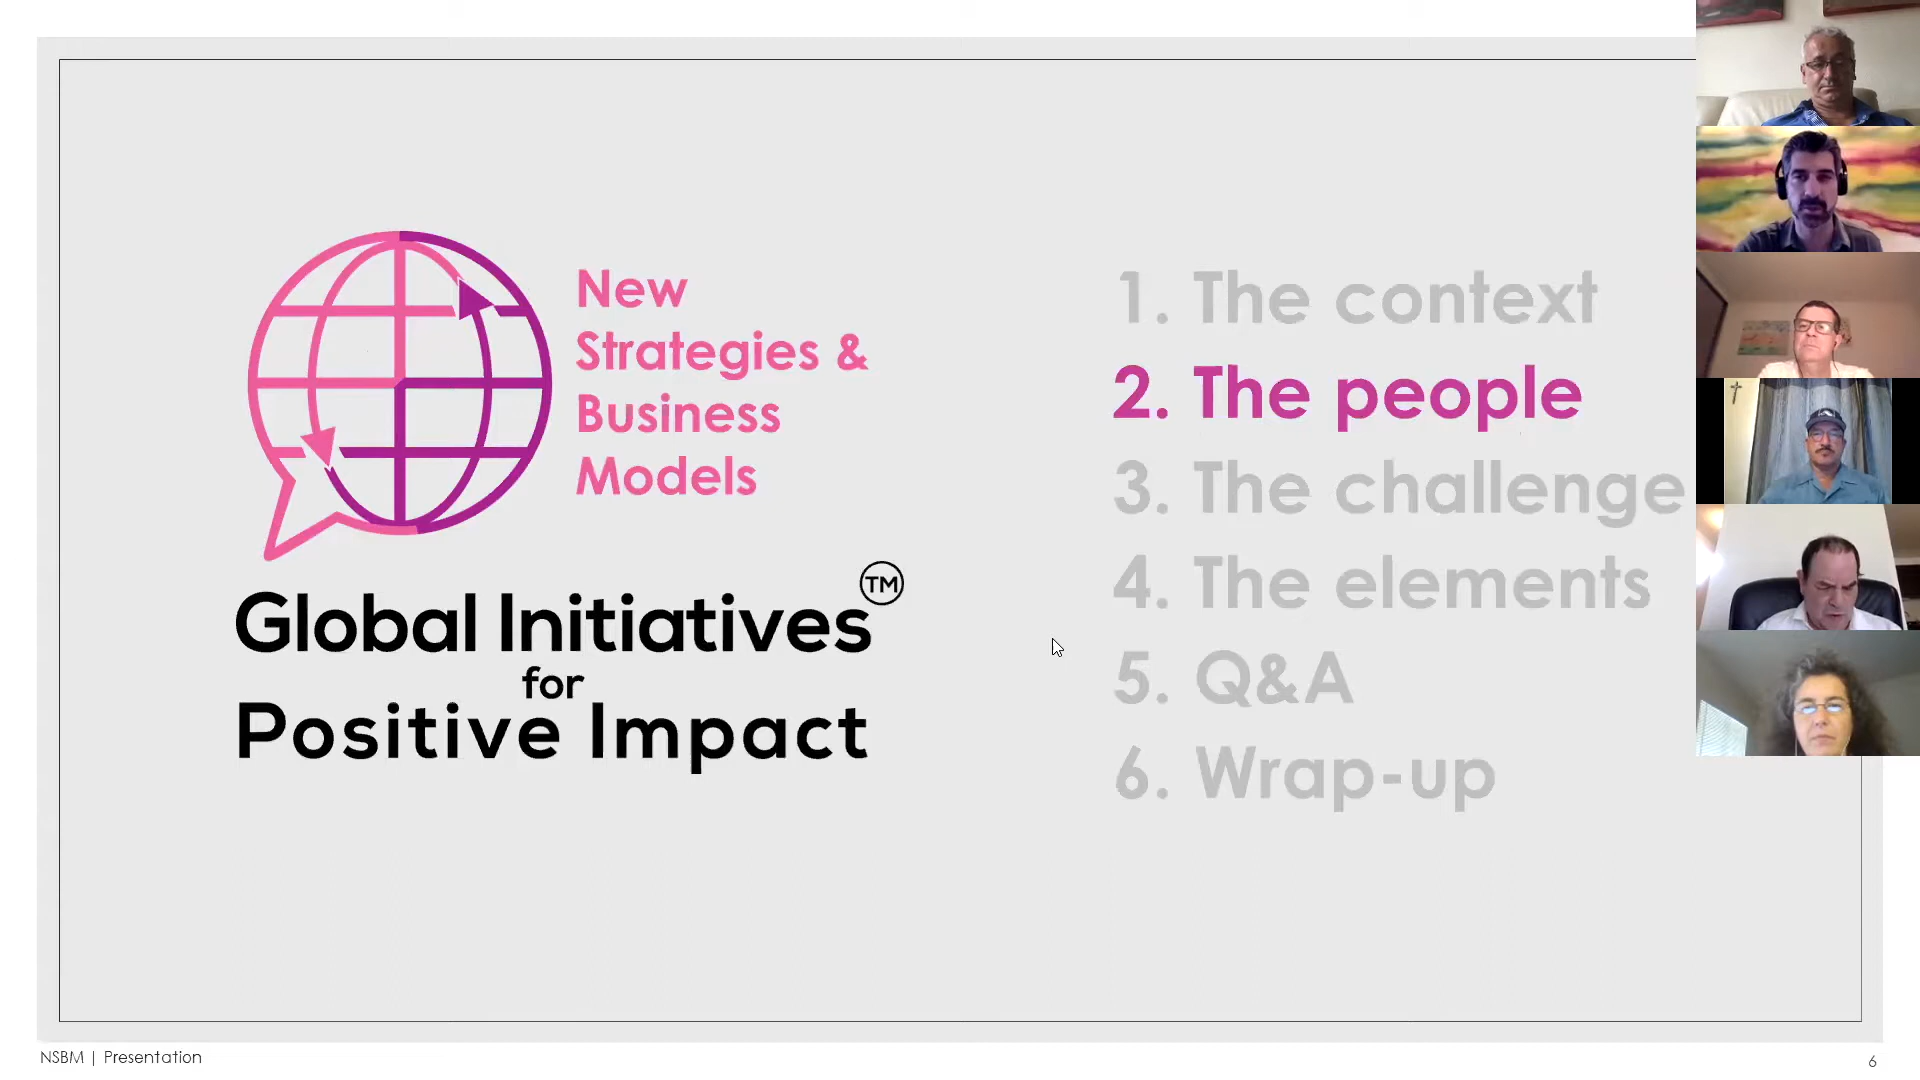 New
Strategies &
Business
Models
Global Initiatives
TM
for
Positive Impact
1. The context
2. The people
3. The challenge
4. The elements
5. Q&A
6. Wrap-up
NSBM | Presentation
6